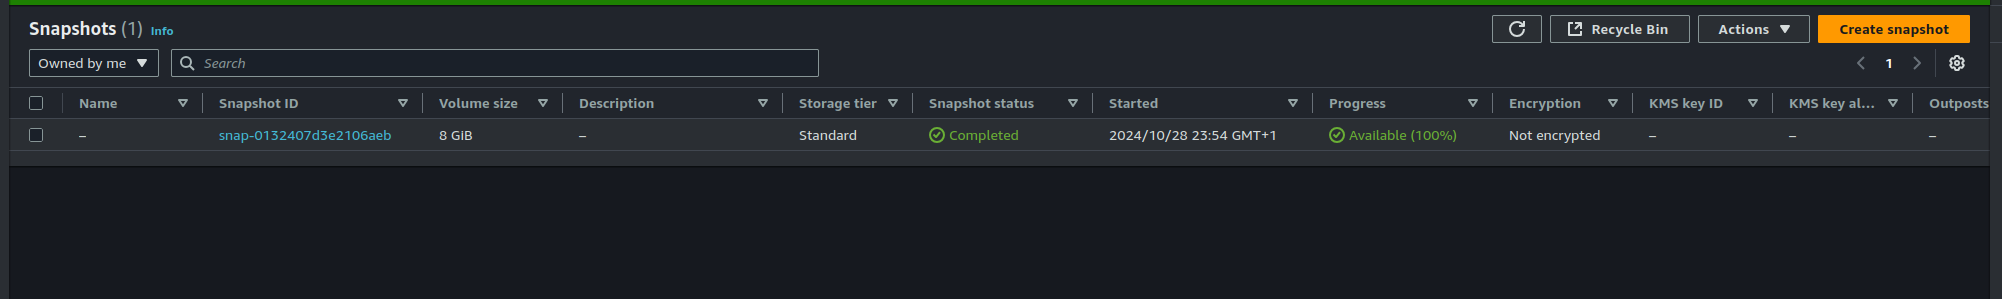 Snapshots (1) Info
Recycle Bin Actions Create snapshot
Owned by me Search 1
Name Snapshot ID Volume size Description Storage tier Snapshot status Started Progress Encryption KMS key ID KMS key al... Outposts
– snap-0132407d3e2106aeb 8 GiB – Standard Completed 2024/10/28 23:54 GMT+1 Available (100%) Not encrypted – – –